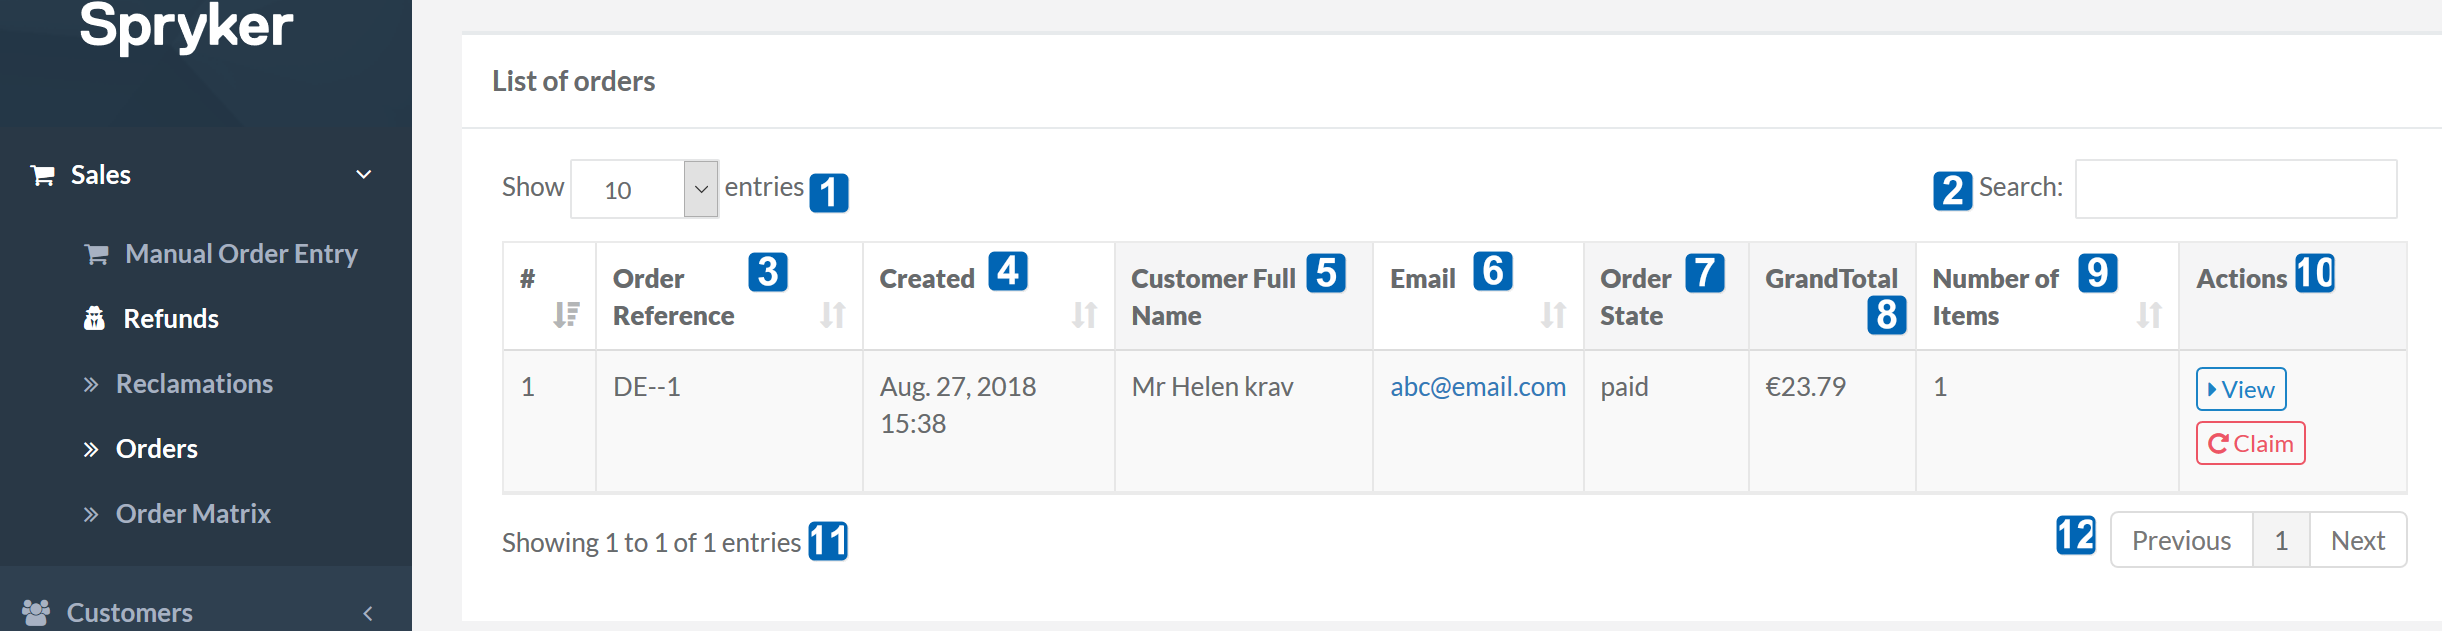 Spryker
Sales
Manual Order Entry
Refunds
Reclamations
Orders
Order Matrix
Customers
List of orders
Show 10 entries 1
2 Search:
# Order Reference 3 Created 4 Customer Full Name 5 Email 6 Order State 7 GrandTotal 8 Number of Items 9 Actions 10
1 DE--1 Aug. 27, 2018 15:38 Mr Helen krav abc@email.com paid €23.79 1 View
Claim
Showing 1 to 1 of 1 entries 11
12 Previous 1 Next